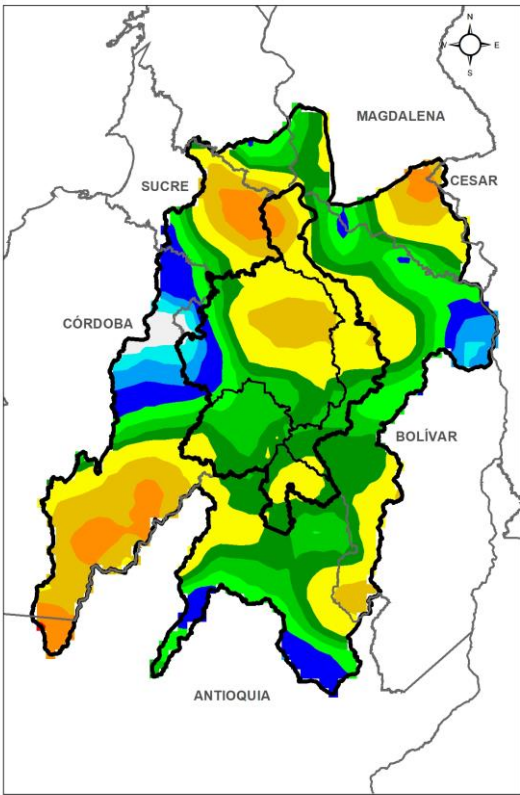 N
W
E
S
MAGDALENA
CESAR
SUCRE
CÓRDOBA
BOLÍVAR
ANTIOQUIA